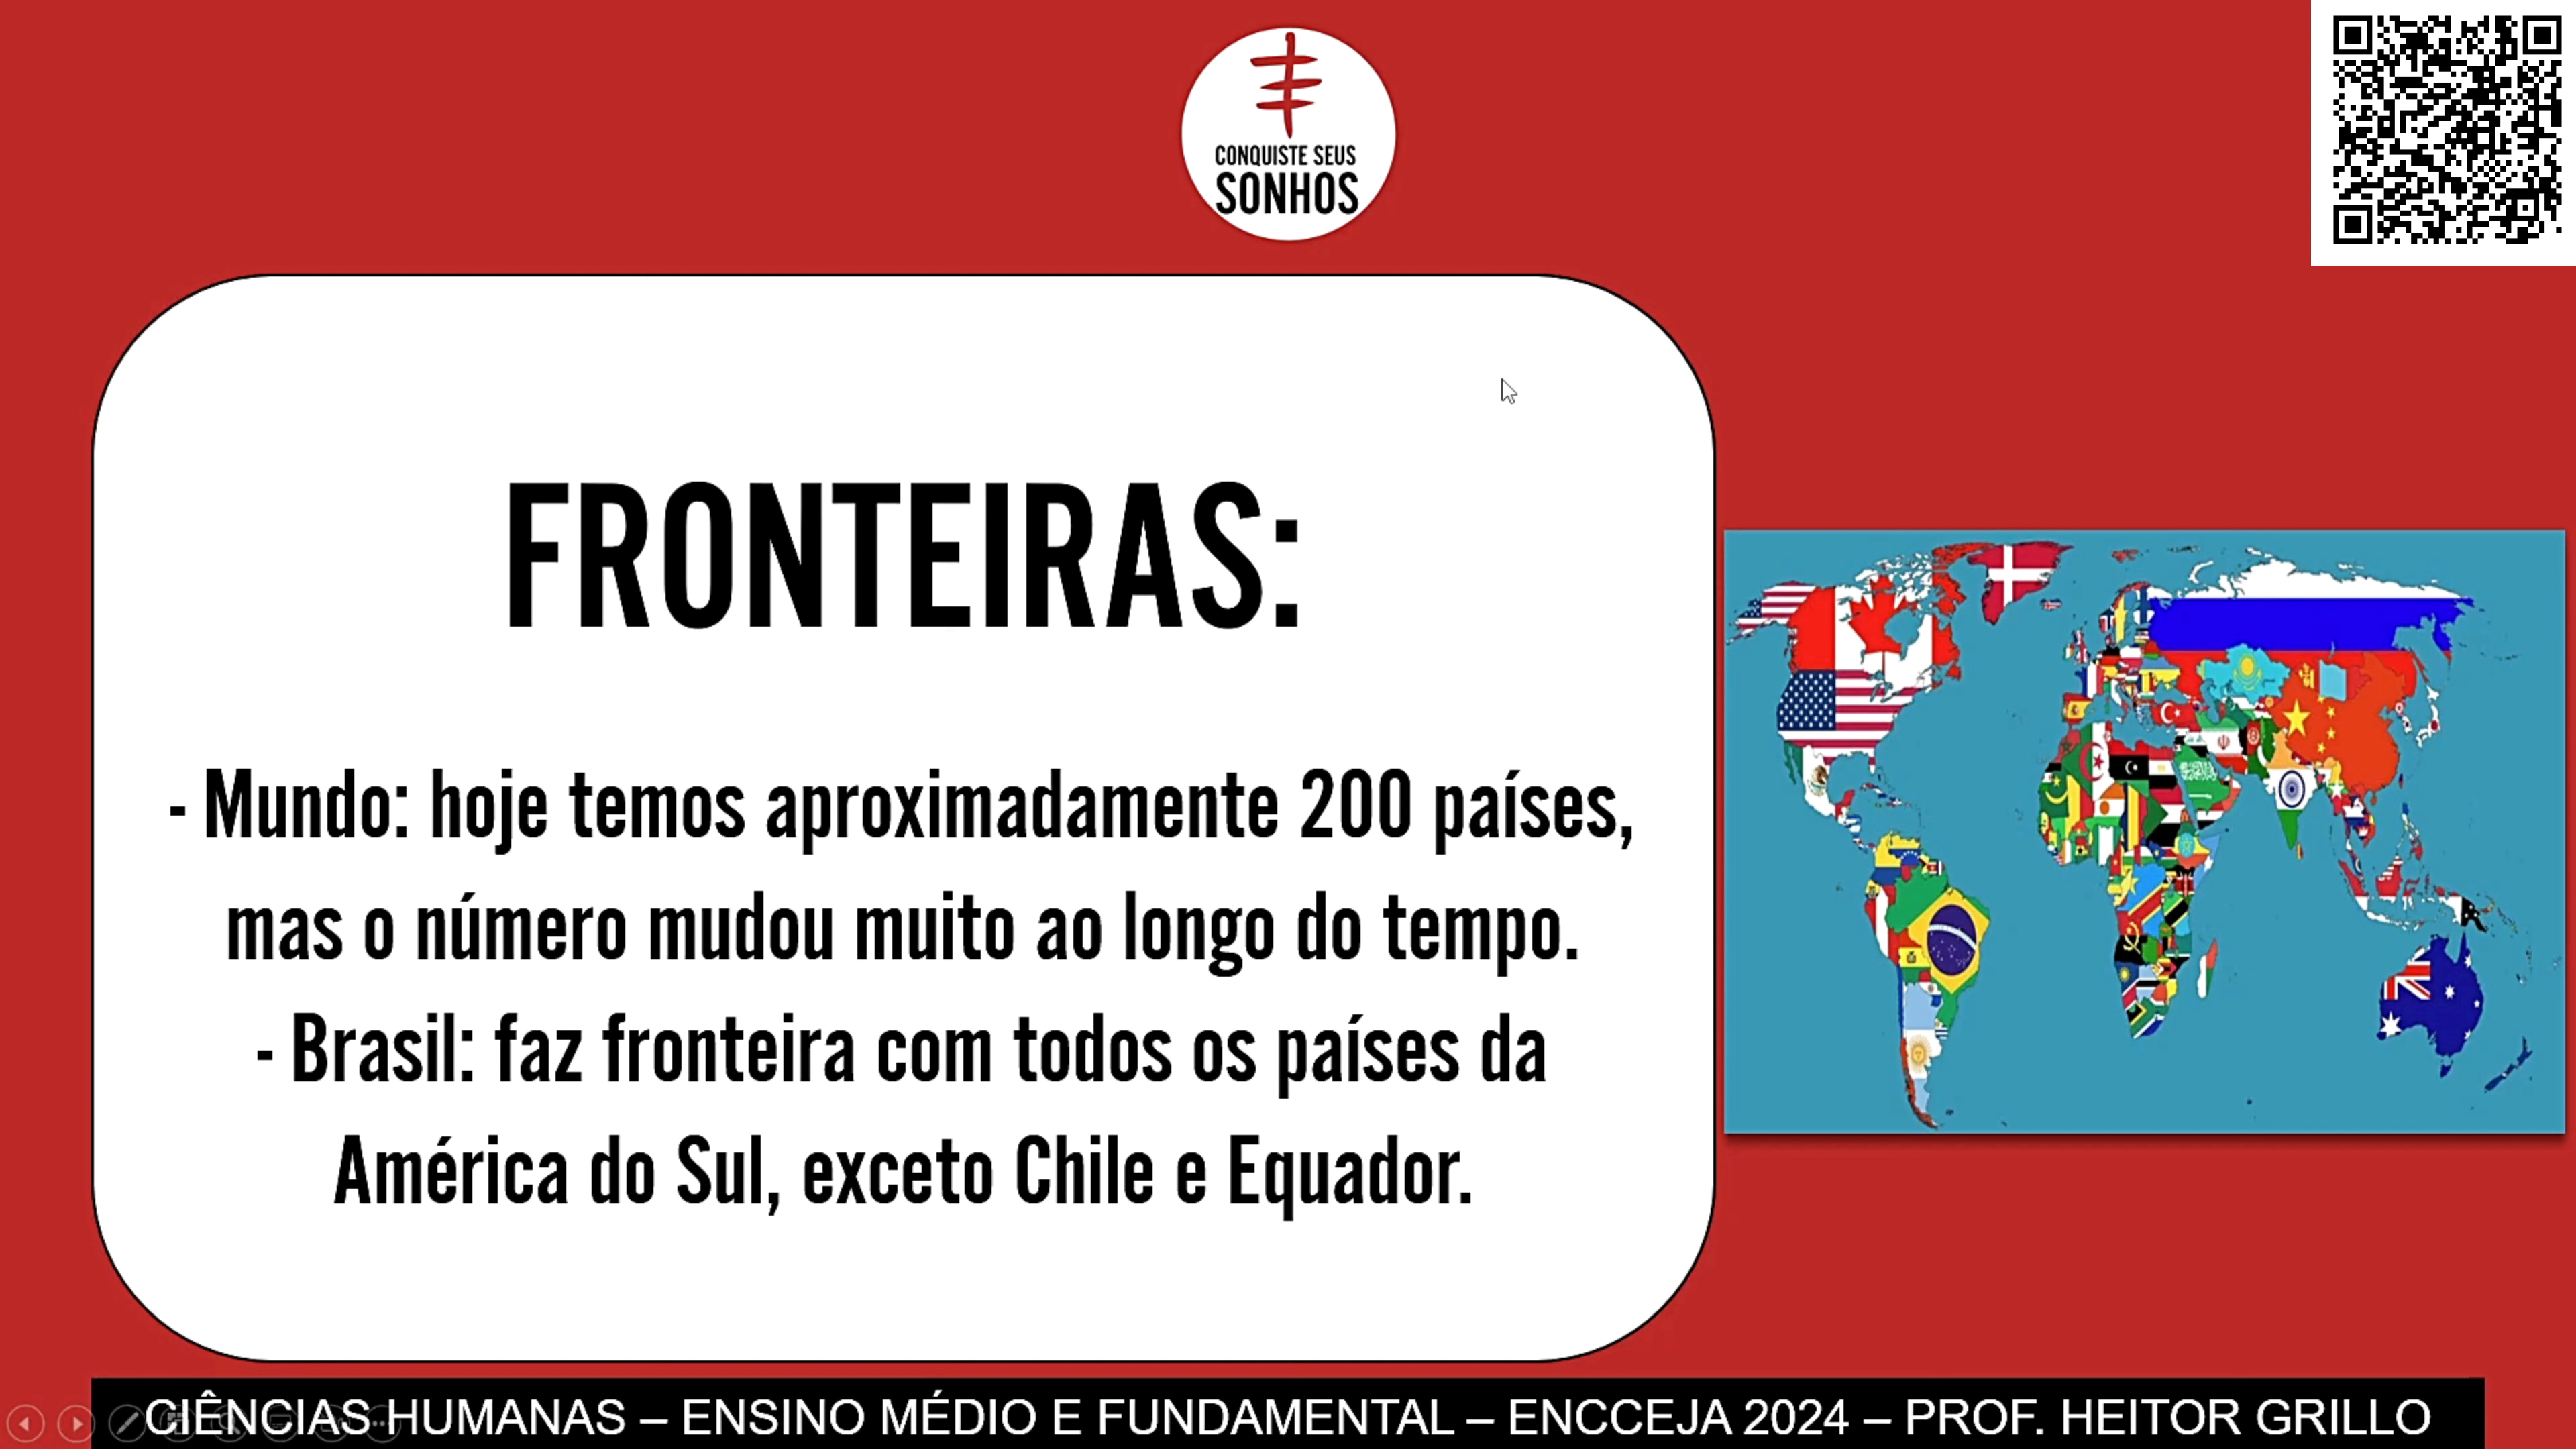 CONQUISTE SEUS
SONHOS
FRONTEIRAS:
- Mundo: hoje temos aproximadamente 200 países,
mas o número mudou muito ao longo do tempo.
- Brasil: faz fronteira com todos os países da
América do Sul, exceto Chile e Equador.
CIÊNCIAS HUMANAS – ENSINO MÉDIO E FUNDAMENTAL – ENCCEJA 2024 – PROF. HEITOR GRILLO